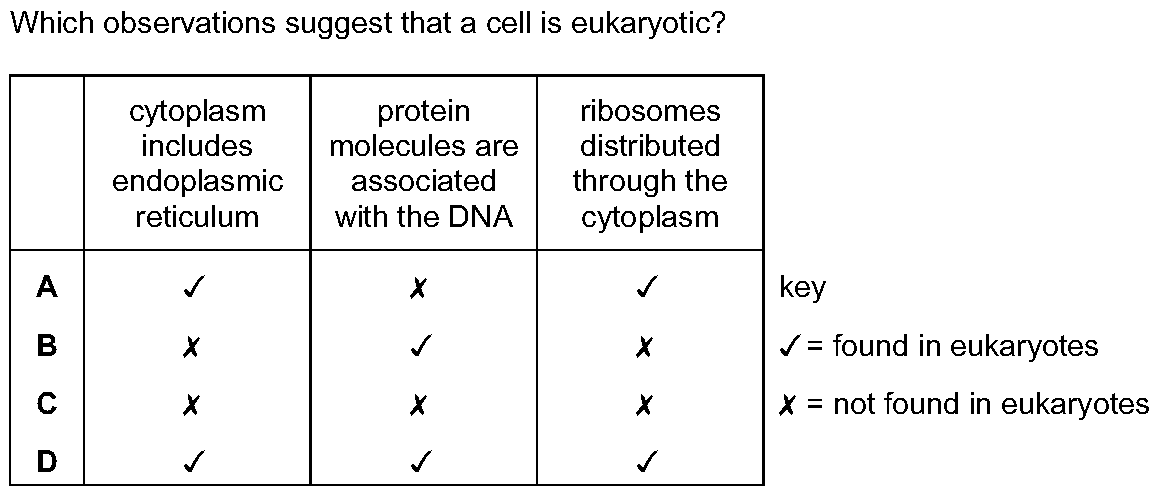 Which observations suggest that a cell is eukaryotic?
cytoplasm
includes
endoplasmic
reticulum
protein
molecules are
associated
with the DNA
ribosomes
distributed
through the
cytoplasm
A ✓ ✗ ✓
B ✗ ✓ ✗
C ✗ ✗ ✗
D ✓ ✓ ✓
key
✓ = found in eukaryotes
✗ = not found in eukaryotes